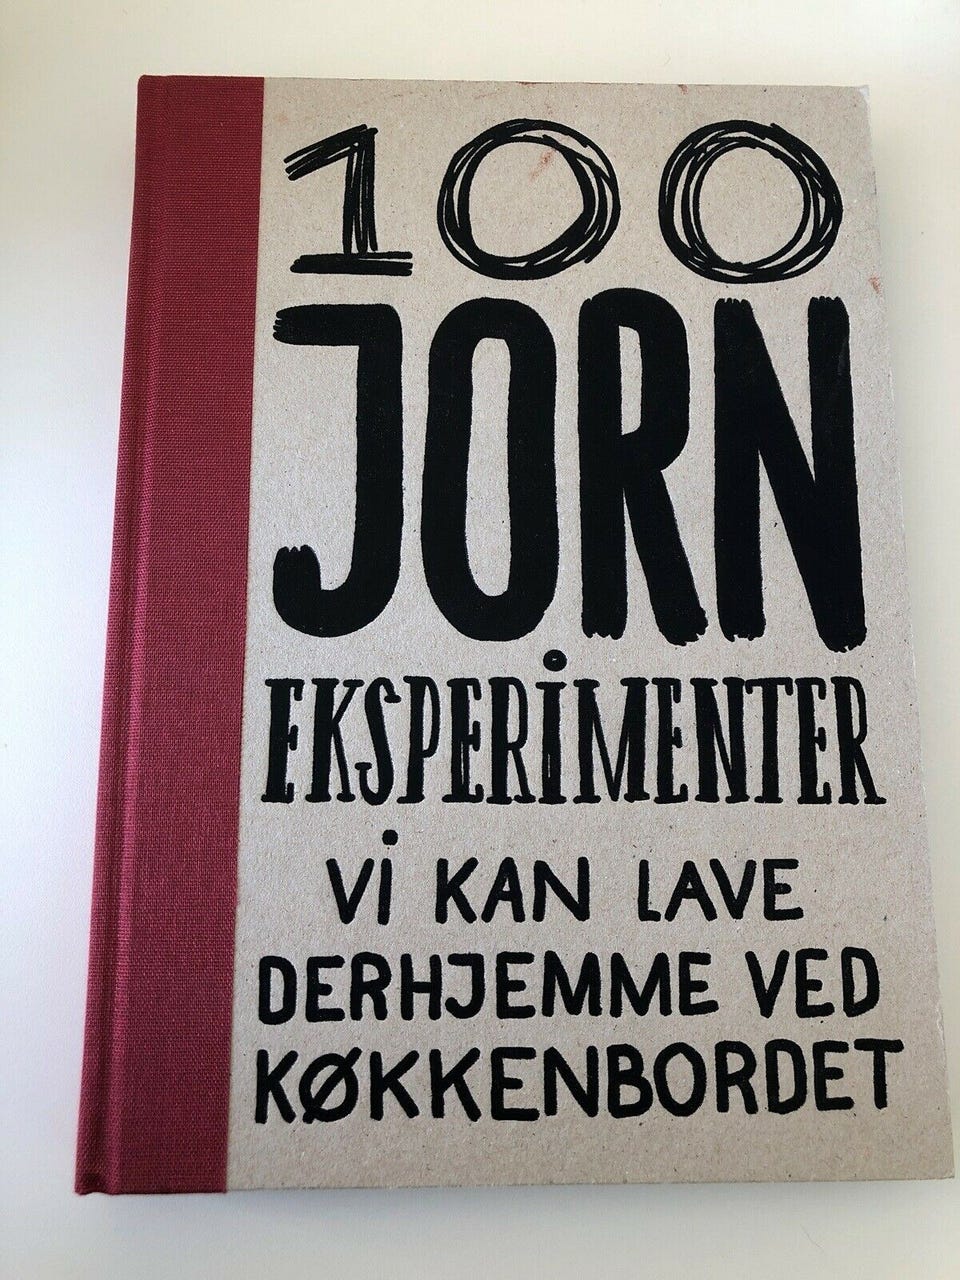 100
JORN
EKSPERiMENTER
Vi KAN LAVE
DERHJEMME VED
KØKKENBORDET